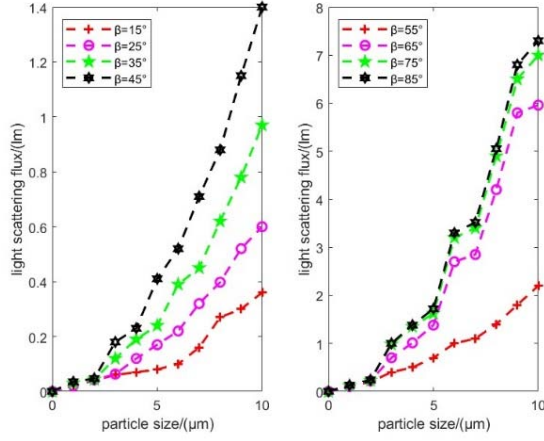 β=15°
β=25°
β=35°
β=45°
1.4
1.2
1
0.8
0.6
0.4
0.2
0
0
5
10
light scattering flux/(lm)
particle size/(μm)
β=55°
β=65°
β=75°
β=85°
8
7
6
5
4
3
2
1
0
0
5
10
light scattering flux/(lm)
particle size/(μm)